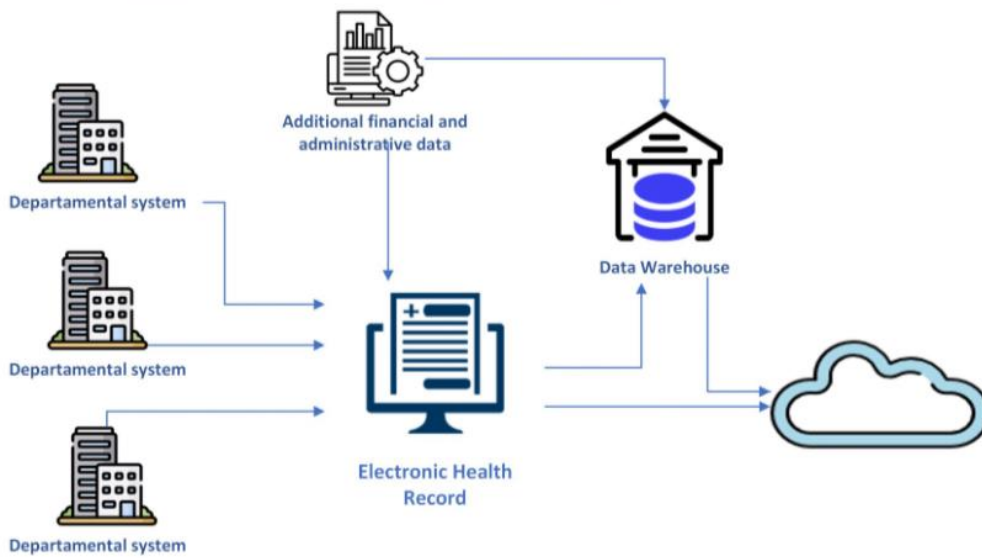 Additional financial and
administrative data
Departamental system
Data Warehouse
Departamental system
Electronic Health
Record
Departamental system